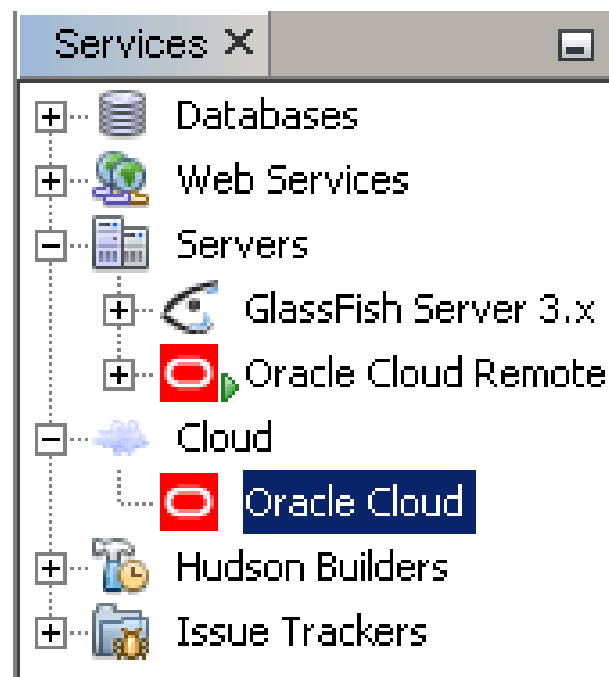 Services
Databases
Web Services
Servers
GlassFish Server 3.x
Oracle Cloud Remote
Cloud
Oracle Cloud
Hudson Builders
Issue Trackers